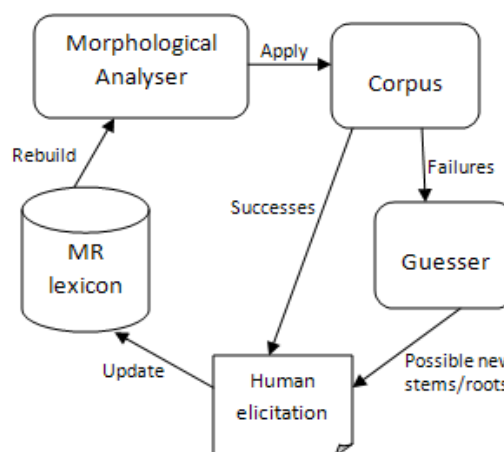 Morphological
Analyser
Apply
Corpus
Rebuild
Failures
Successes
MR
lexicon
Guesser
Update
Human
elicitation
Possible new
stems/roots